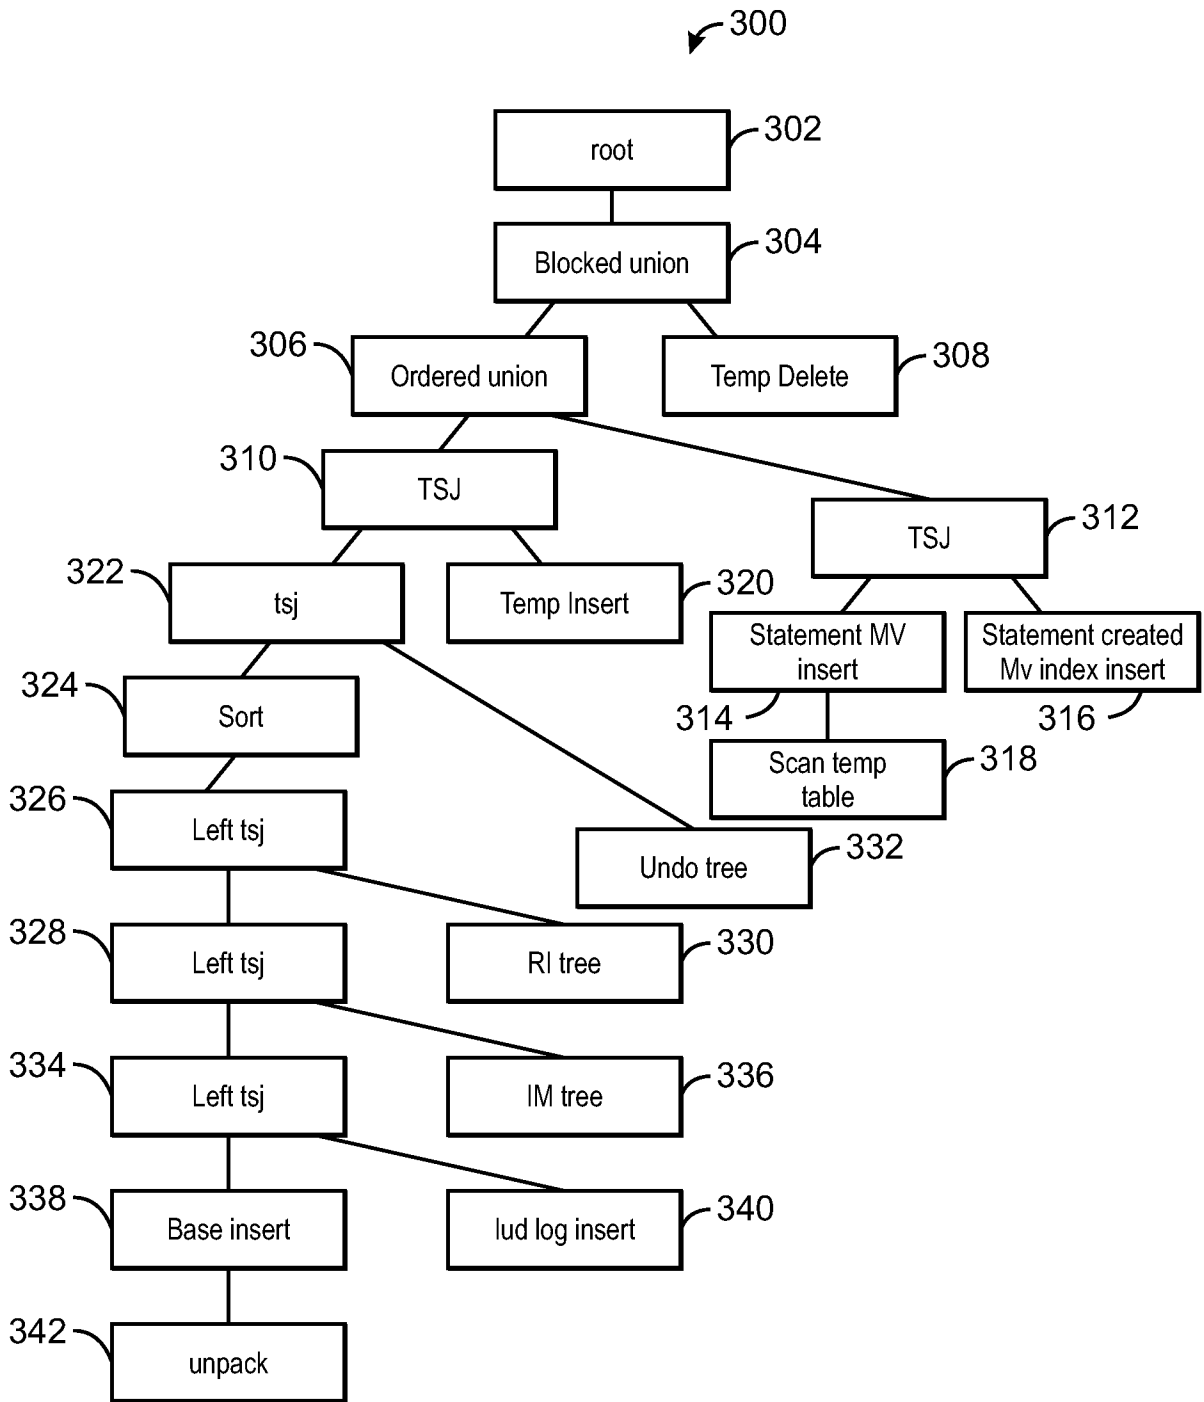 300
root
302
Blocked union
304
306
Ordered union
Temp Delete
308
310
TSJ
TSJ
312
322
tsj
Temp Insert
320
Statement MV
insert
314
Statement created
Mv index insert
316
324
Sort
Scan temp
table
318
326
Left tsj
Undo tree
332
328
Left tsj
RI tree
330
334
Left tsj
IM tree
336
338
Base insert
Iud log insert
340
342
unpack